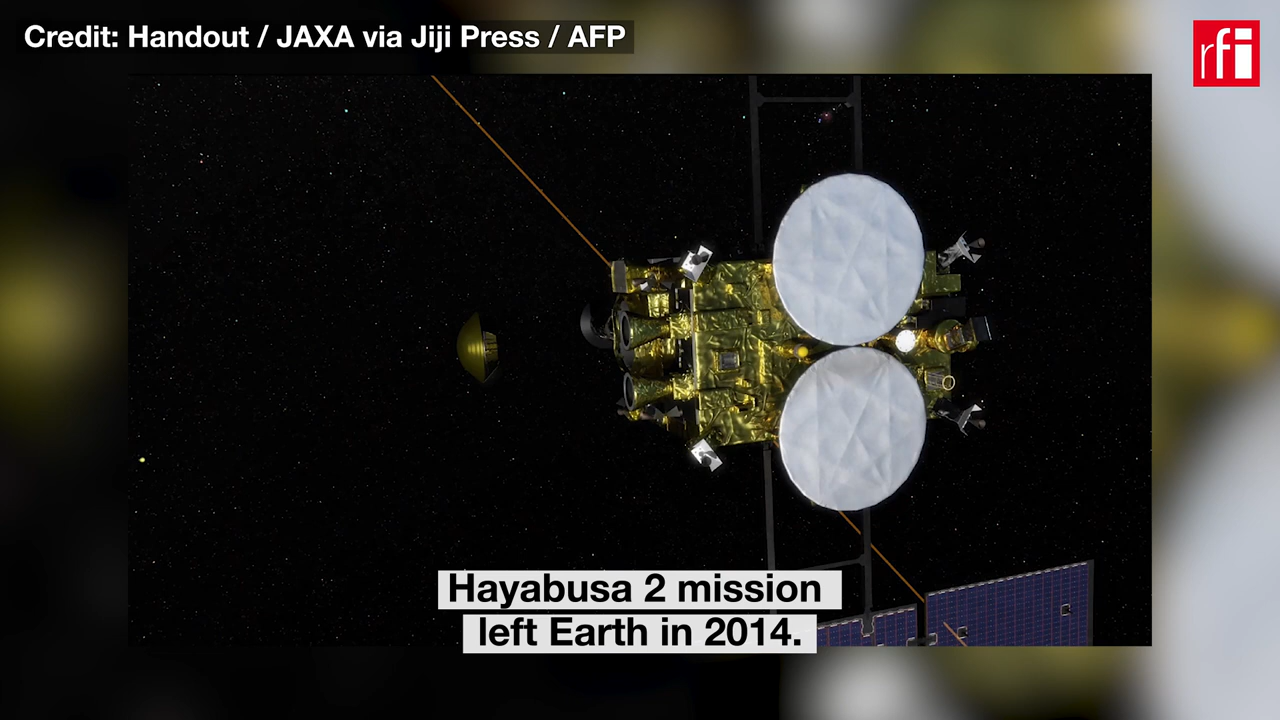 Credit: Handout / JAXA via Jiji Press / AFP
rfi
Hayabusa 2 mission
left Earth in 2014.